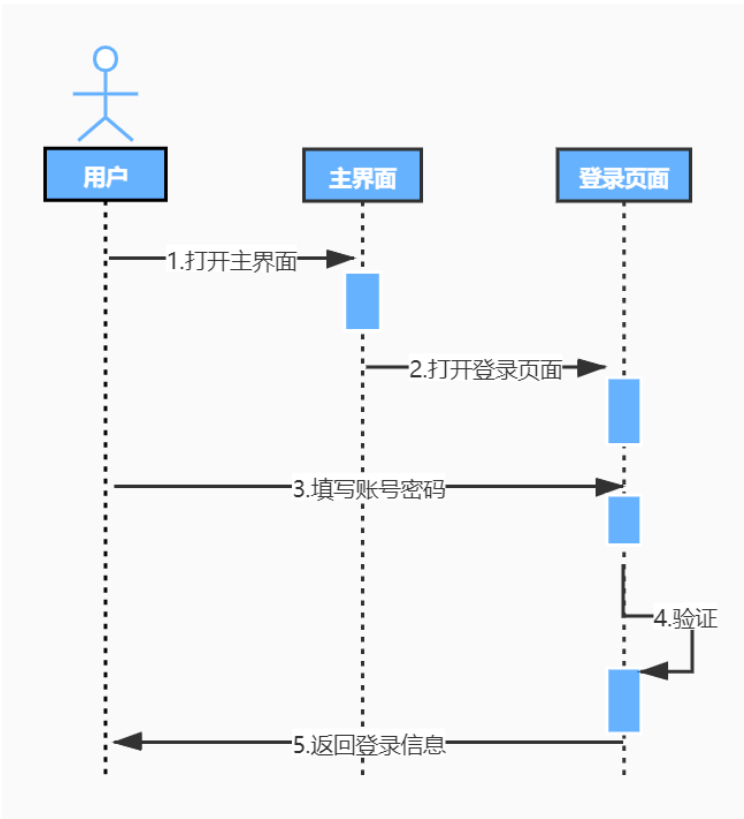 用户
主界面
登录页面
1.打开主界面
2.打开登录页面
3.填写账号密码
4.验证
5.返回登录信息